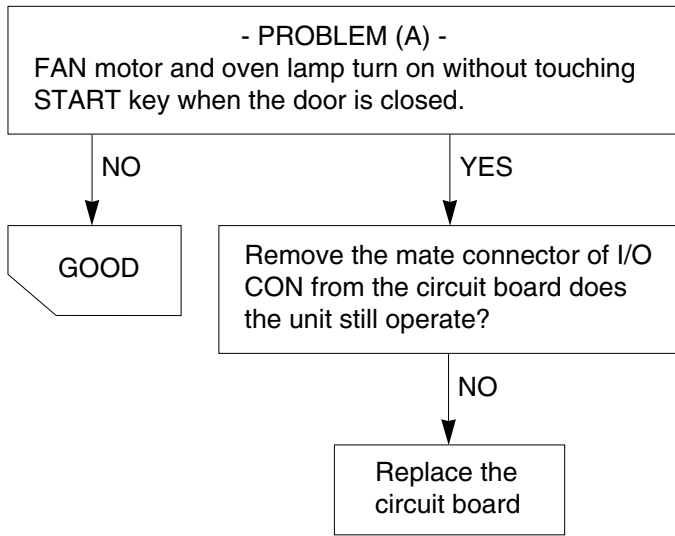 - PROBLEM (A) -
FAN motor and oven lamp turn on without touching
START key when the door is closed.
NO
YES
GOOD
Remove the mate connector of I/O
CON from the circuit board does
the unit still operate?
NO
Replace the
circuit board